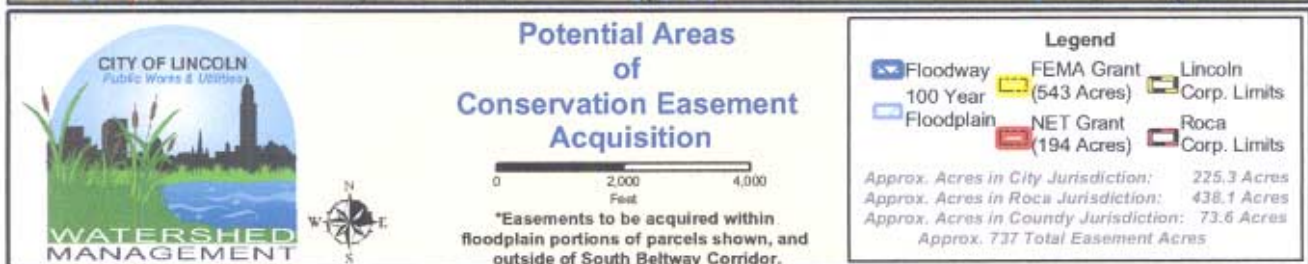 CITY OF LINCOLN
Public Works & Utilities
WATERSHED
MANAGEMENT
N
W E
S
Potential Areas
of
Conservation Easement
Acquisition
0 2,000 4,000
Feet
*Easements to be acquired within
floodplain portions of parcels shown, and
outside of South Beltway Corridor.
Legend
Floodway
100 Year
Floodplain
FEMA Grant
(543 Acres)
NET Grant
(194 Acres)
Lincoln
Corp. Limits
Roca
Corp. Limits
Approx. Acres in City Jurisdiction: 225.3 Acres
Approx. Acres in Roca Jurisdiction: 438.1 Acres
Approx. Acres in Coundy Jurisdiction: 73.6 Acres
Approx. 737 Total Easement Acres